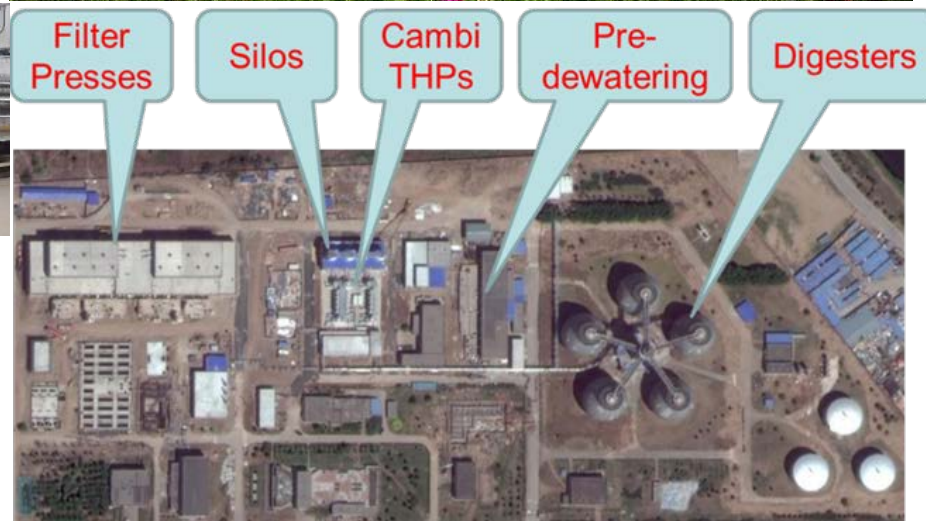 Filter
Presses
Silos
Cambi
THPs
Pre-
dewatering
Digesters